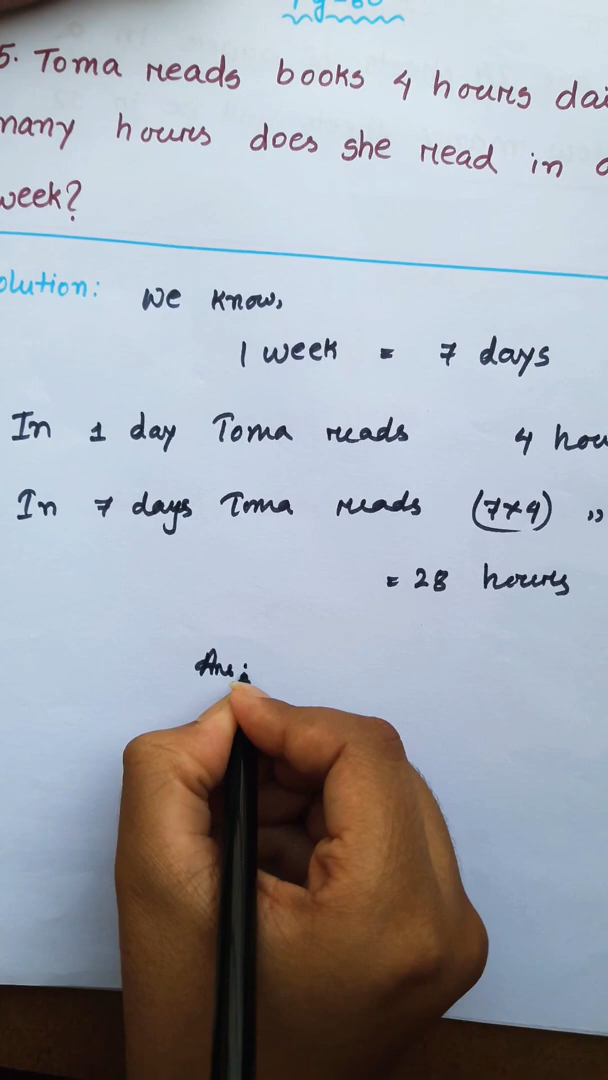 5. Toma reads books 4 hours dai
many hours does she read in a
week?
olution: We know,
1 week = 7 days
In 1 day Toma reads 4 hou
In 7 days Toma reads (7×4) ,,
= 28 hours
Ans: